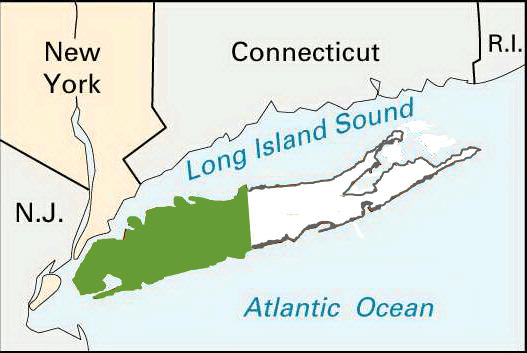 New
York
Connecticut
R.I.
Long Island Sound
N.J.
Atlantic Ocean